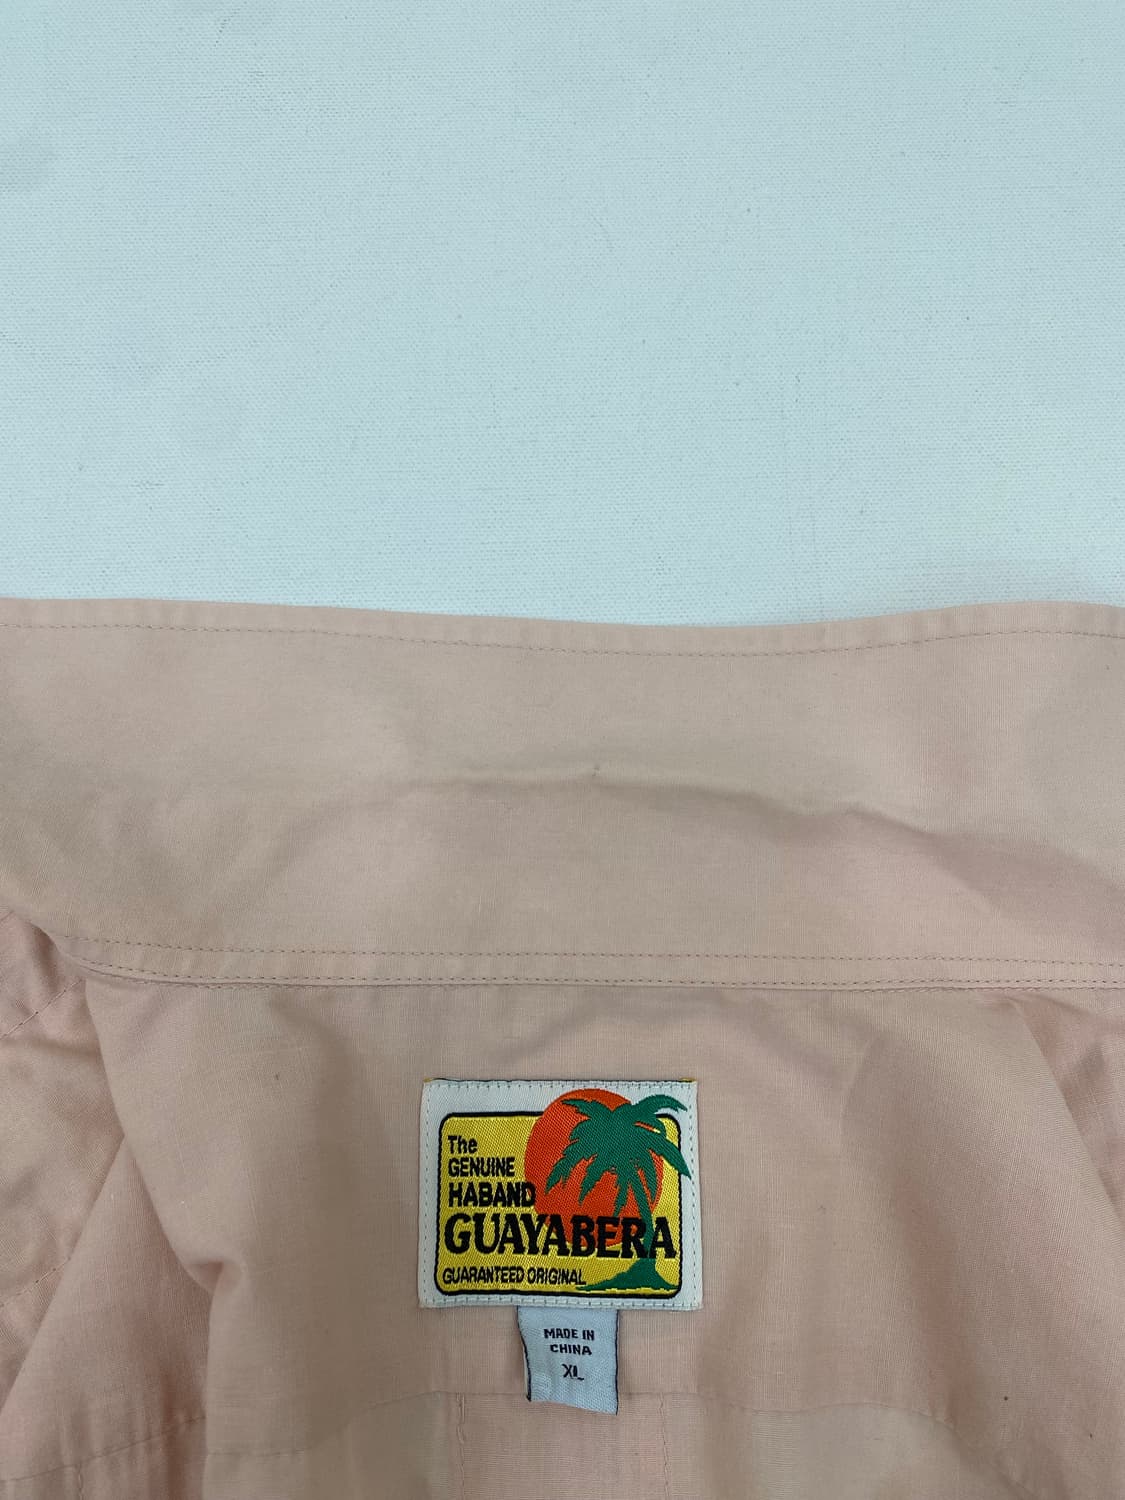 The
GENUINE
HABAND
GUAYABERA
GUARANTEED ORIGINAL
MADE IN
CHINA
XL